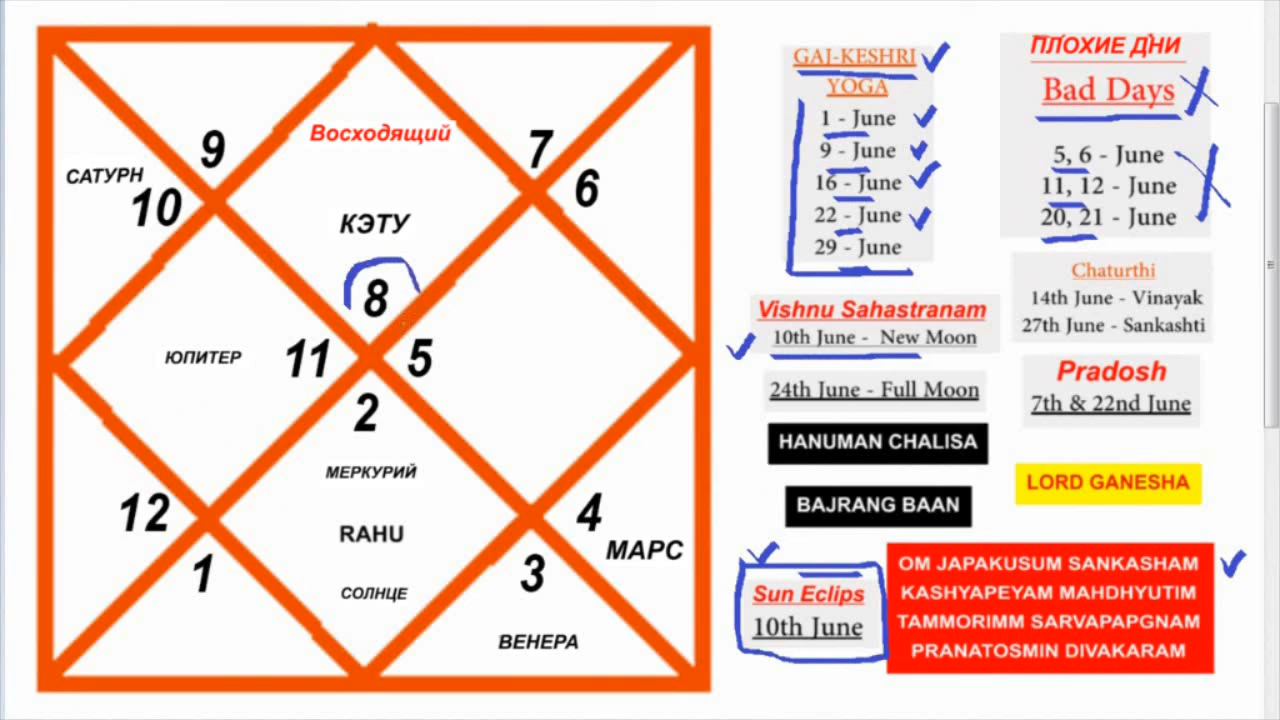 Восходящий
9
7
САТУРН
6
10
КЭТУ
8
ЮПИТЕР
11
5
2
МЕРКУРИЙ
12
4
RAHU
МАРС
1
3
СОЛНЦЕ
ВЕНЕРА
GAJ-KESHRI
YOGA
1 - June
9 - June
16 - June
22 - June
29 - June
ПЛОХИЕ ДНИ
Bad Days
5, 6 - June
11, 12 - June
20, 21 - June
Chaturthi
14th June - Vinayak
27th June - Sankashti
Vishnu Sahastranam
10th June - New Moon
24th June - Full Moon
Pradosh
7th & 22nd June
HANUMAN CHALISA
LORD GANESHA
BAJRANG BAAN
Sun Eclips
10th June
OM JAPAKUSUM SANKASHAM
KASHYAPEYAM MAHDHYUTIM
TAMMORIMM SARVAPAPGNAM
PRANATOSMIN DIVAKARAM